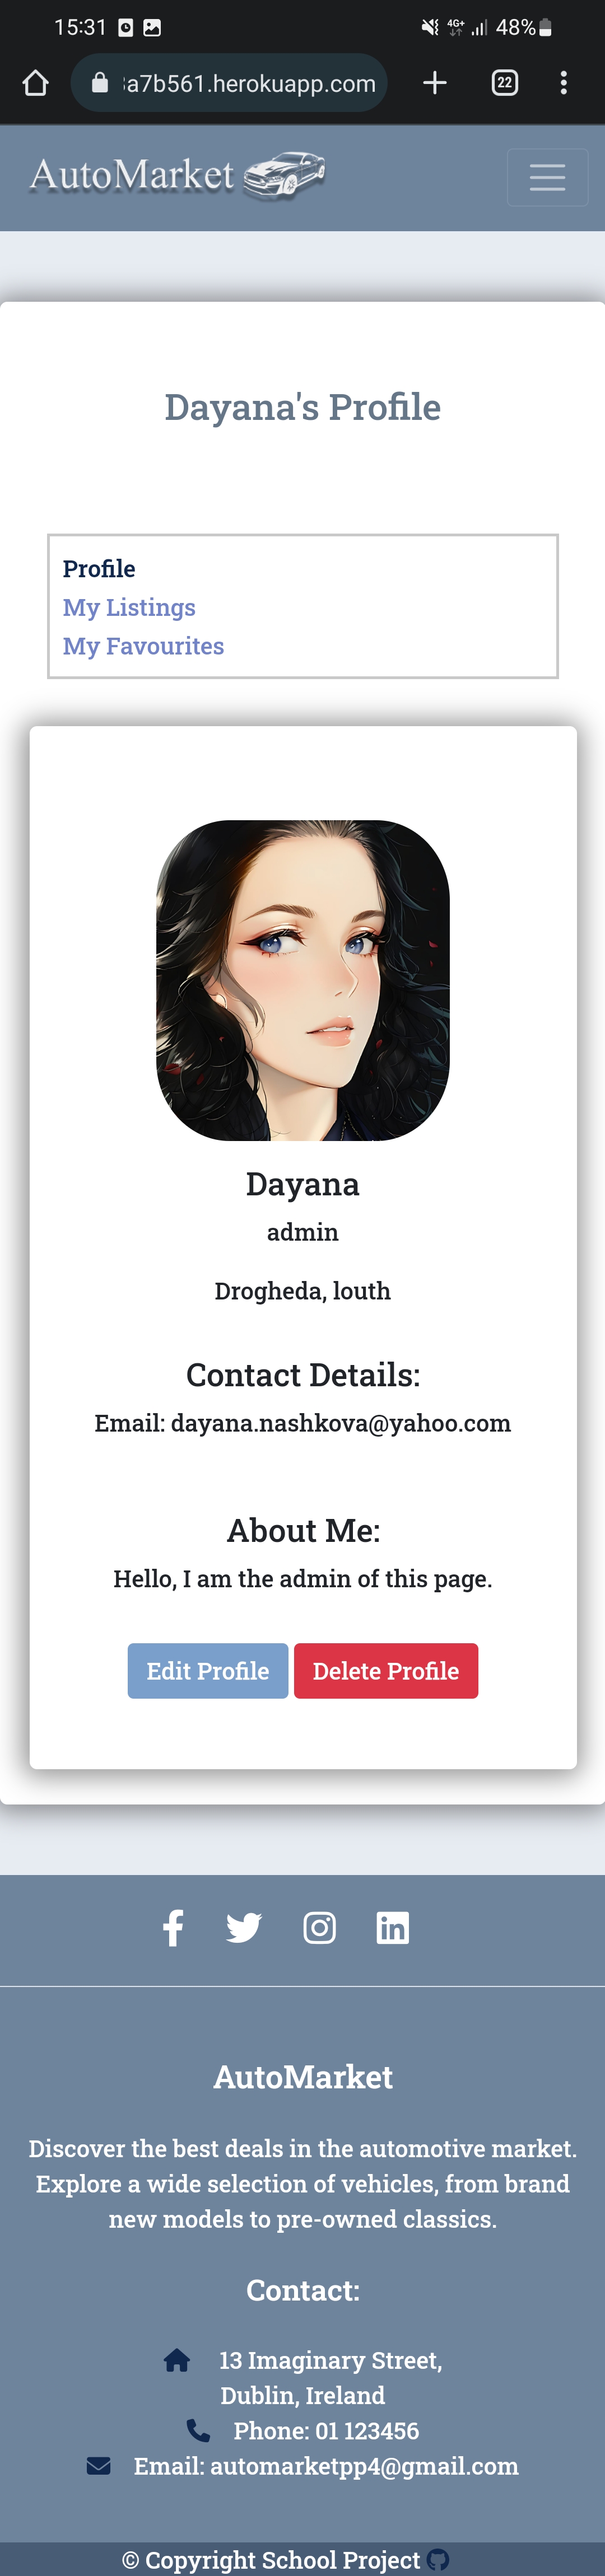 15:31
4G+
48%
a7b561.herokuapp.com
22
AutoMarket
Dayana's Profile
Profile
My Listings
My Favourites
Dayana
admin
Drogheda, louth
Contact Details:
Email: dayana.nashkova@yahoo.com
About Me:
Hello, I am the admin of this page.
Edit Profile Delete Profile
AutoMarket
Discover the best deals in the automotive market.
Explore a wide selection of vehicles, from brand
new models to pre-owned classics.
Contact:
13 Imaginary Street,
Dublin, Ireland
Phone: 01 123456
Email: automarketpp4@gmail.com
© Copyright School Project